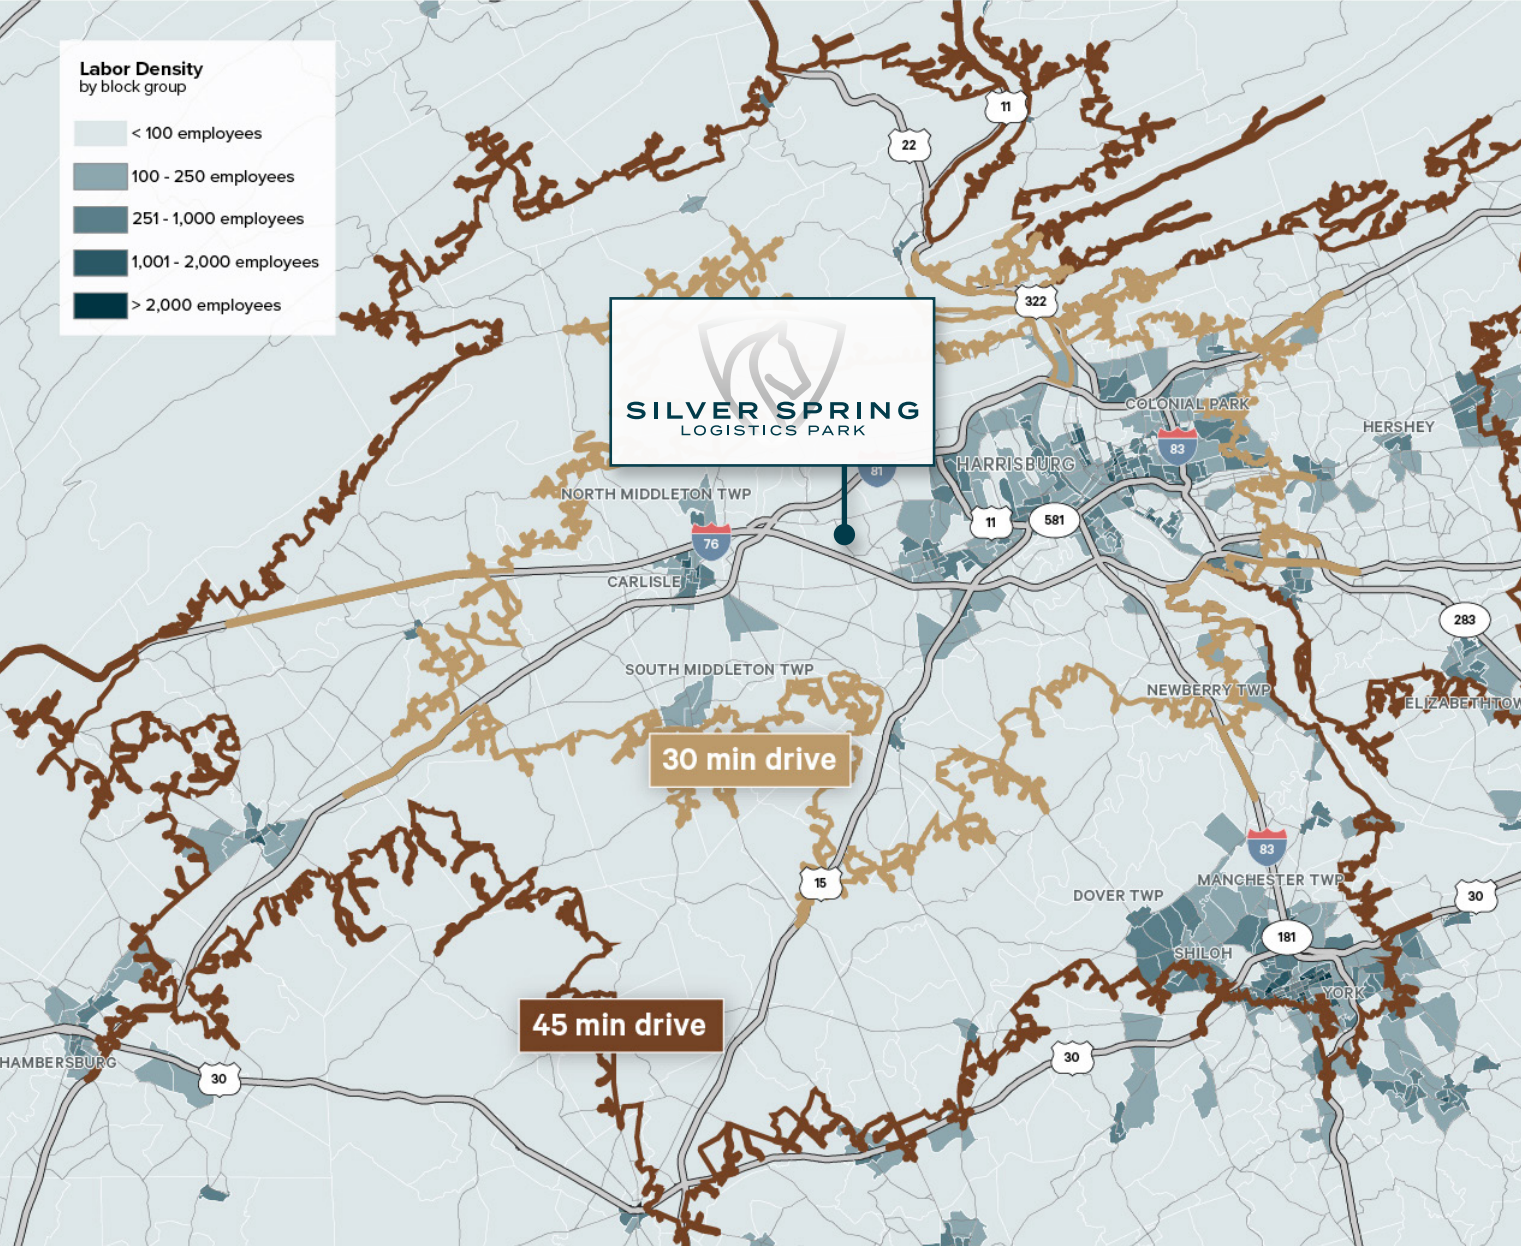 Labor Density
by block group
< 100 employees
100 - 250 employees
251 - 1,000 employees
1,001 - 2,000 employees
> 2,000 employees
11
22
322
SILVER SPRING
LOGISTICS PARK
COLONIAL PARK
HERSHEY
83
81
HARRISBURG
NORTH MIDDLETON TWP
11
581
76
CARLISLE
283
SOUTH MIDDLETON TWP
NEWBERRY TWP
ELIZABETHTOW
30 min drive
83
15
MANCHESTER TWP
DOVER TWP
30
181
SHILOH
YORK
45 min drive
30
HAMBERSBURG
30